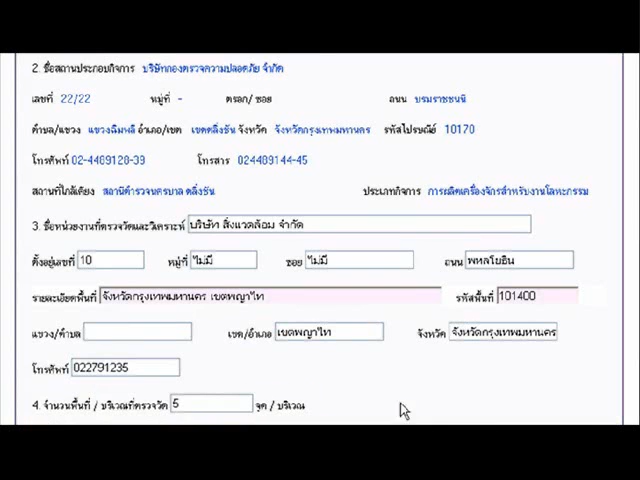 2. ชื่อสถานประกอบกิจการ บริษัทกองตรวจความปลอดภัย จำกัด
เลขที่ 22/22 หมู่ที่ - ตรอก/ ซอย ถนน บรมราชชนนี
ตำบล/แขวง แขวงฉิมพลี อำเภอ/เขต เขตตลิ่งชัน จังหวัด จังหวัดกรุงเทพมหานคร รหัสไปรษณีย์ 10170
โทรศัพท์ 02-4489128-39 โทรสาร 024489144-45
สถานที่ใกล้เคียง สถานีตำรวจนครบาล ตลิ่งชัน ประเภทกิจการ การผลิตเครื่องจักรสำหรับงานโลหะกรรม
3. ชื่อหน่วยงานที่ตรวจวัดและวิเคราะห์ บริษัท สิ่งแวดล้อม จำกัด
ตั้งอยู่เลขที่ 10 หมู่ที่ ไม่มี ซอย ไม่มี ถนน พหลโยธิน
รายละเอียดพื้นที่ จังหวัดกรุงเทพมหานคร เขตพญาไท รหัสพื้นที่ 101400
แขวง/ตำบล เขต/อำเภอ เขตพญาไท จังหวัด จังหวัดกรุงเทพมหานคร
โทรศัพท์ 022791235
4. จำนวนพื้นที่ / บริเวณที่ตรวจวัด 5 จุด / บริเวณ